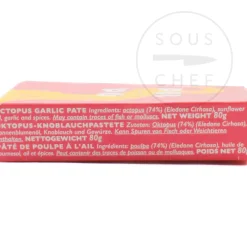 SOUS
CHEF
OCTOPUS GARLIC PATE Ingredients: octopus (74%) (Eledone Cirhosa), sunflower
oil, garlic and spices. May contain traces of fish or molluscs. NET WEIGHT 80g
OKTOPUS-KNOBLAUCHPASTETE Zutaten: Oktopus (74%) (Eledone Cirhosa),
Sonnenblumenöl, Knoblauch und Gewürze. Kann Spuren von Fisch oder Weichtieren
enthalten. NETTOGEWICHT 80g
PÂTÉ DE POULPE À L'AIL Ingrédients: poulpe (74%) (Eledone Cirhosa), huile de
tournesol, ail et épices. Peut contenir des traces de poisson ou de mollusques. POIDS NET 80g